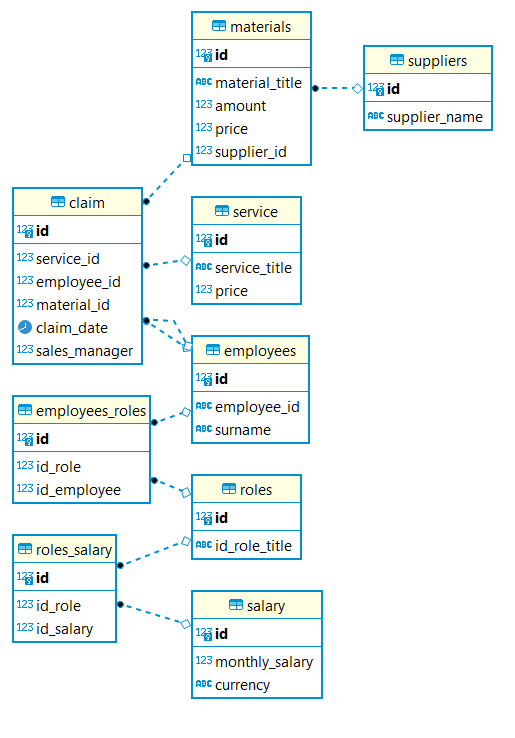 materials
123 id
ABC material_title
123 amount
123 price
123 supplier_id
suppliers
123 id
ABC supplier_name
claim
123 id
123 service_id
123 employee_id
123 material_id
claim_date
123 sales_manager
service
123 id
ABC service_title
123 price
employees
123 id
ABC employee_id
ABC surname
employees_roles
123 id
123 id_role
123 id_employee
roles
123 id
ABC id_role_title
roles_salary
123 id
123 id_role
123 id_salary
salary
123 id
123 monthly_salary
ABC currency